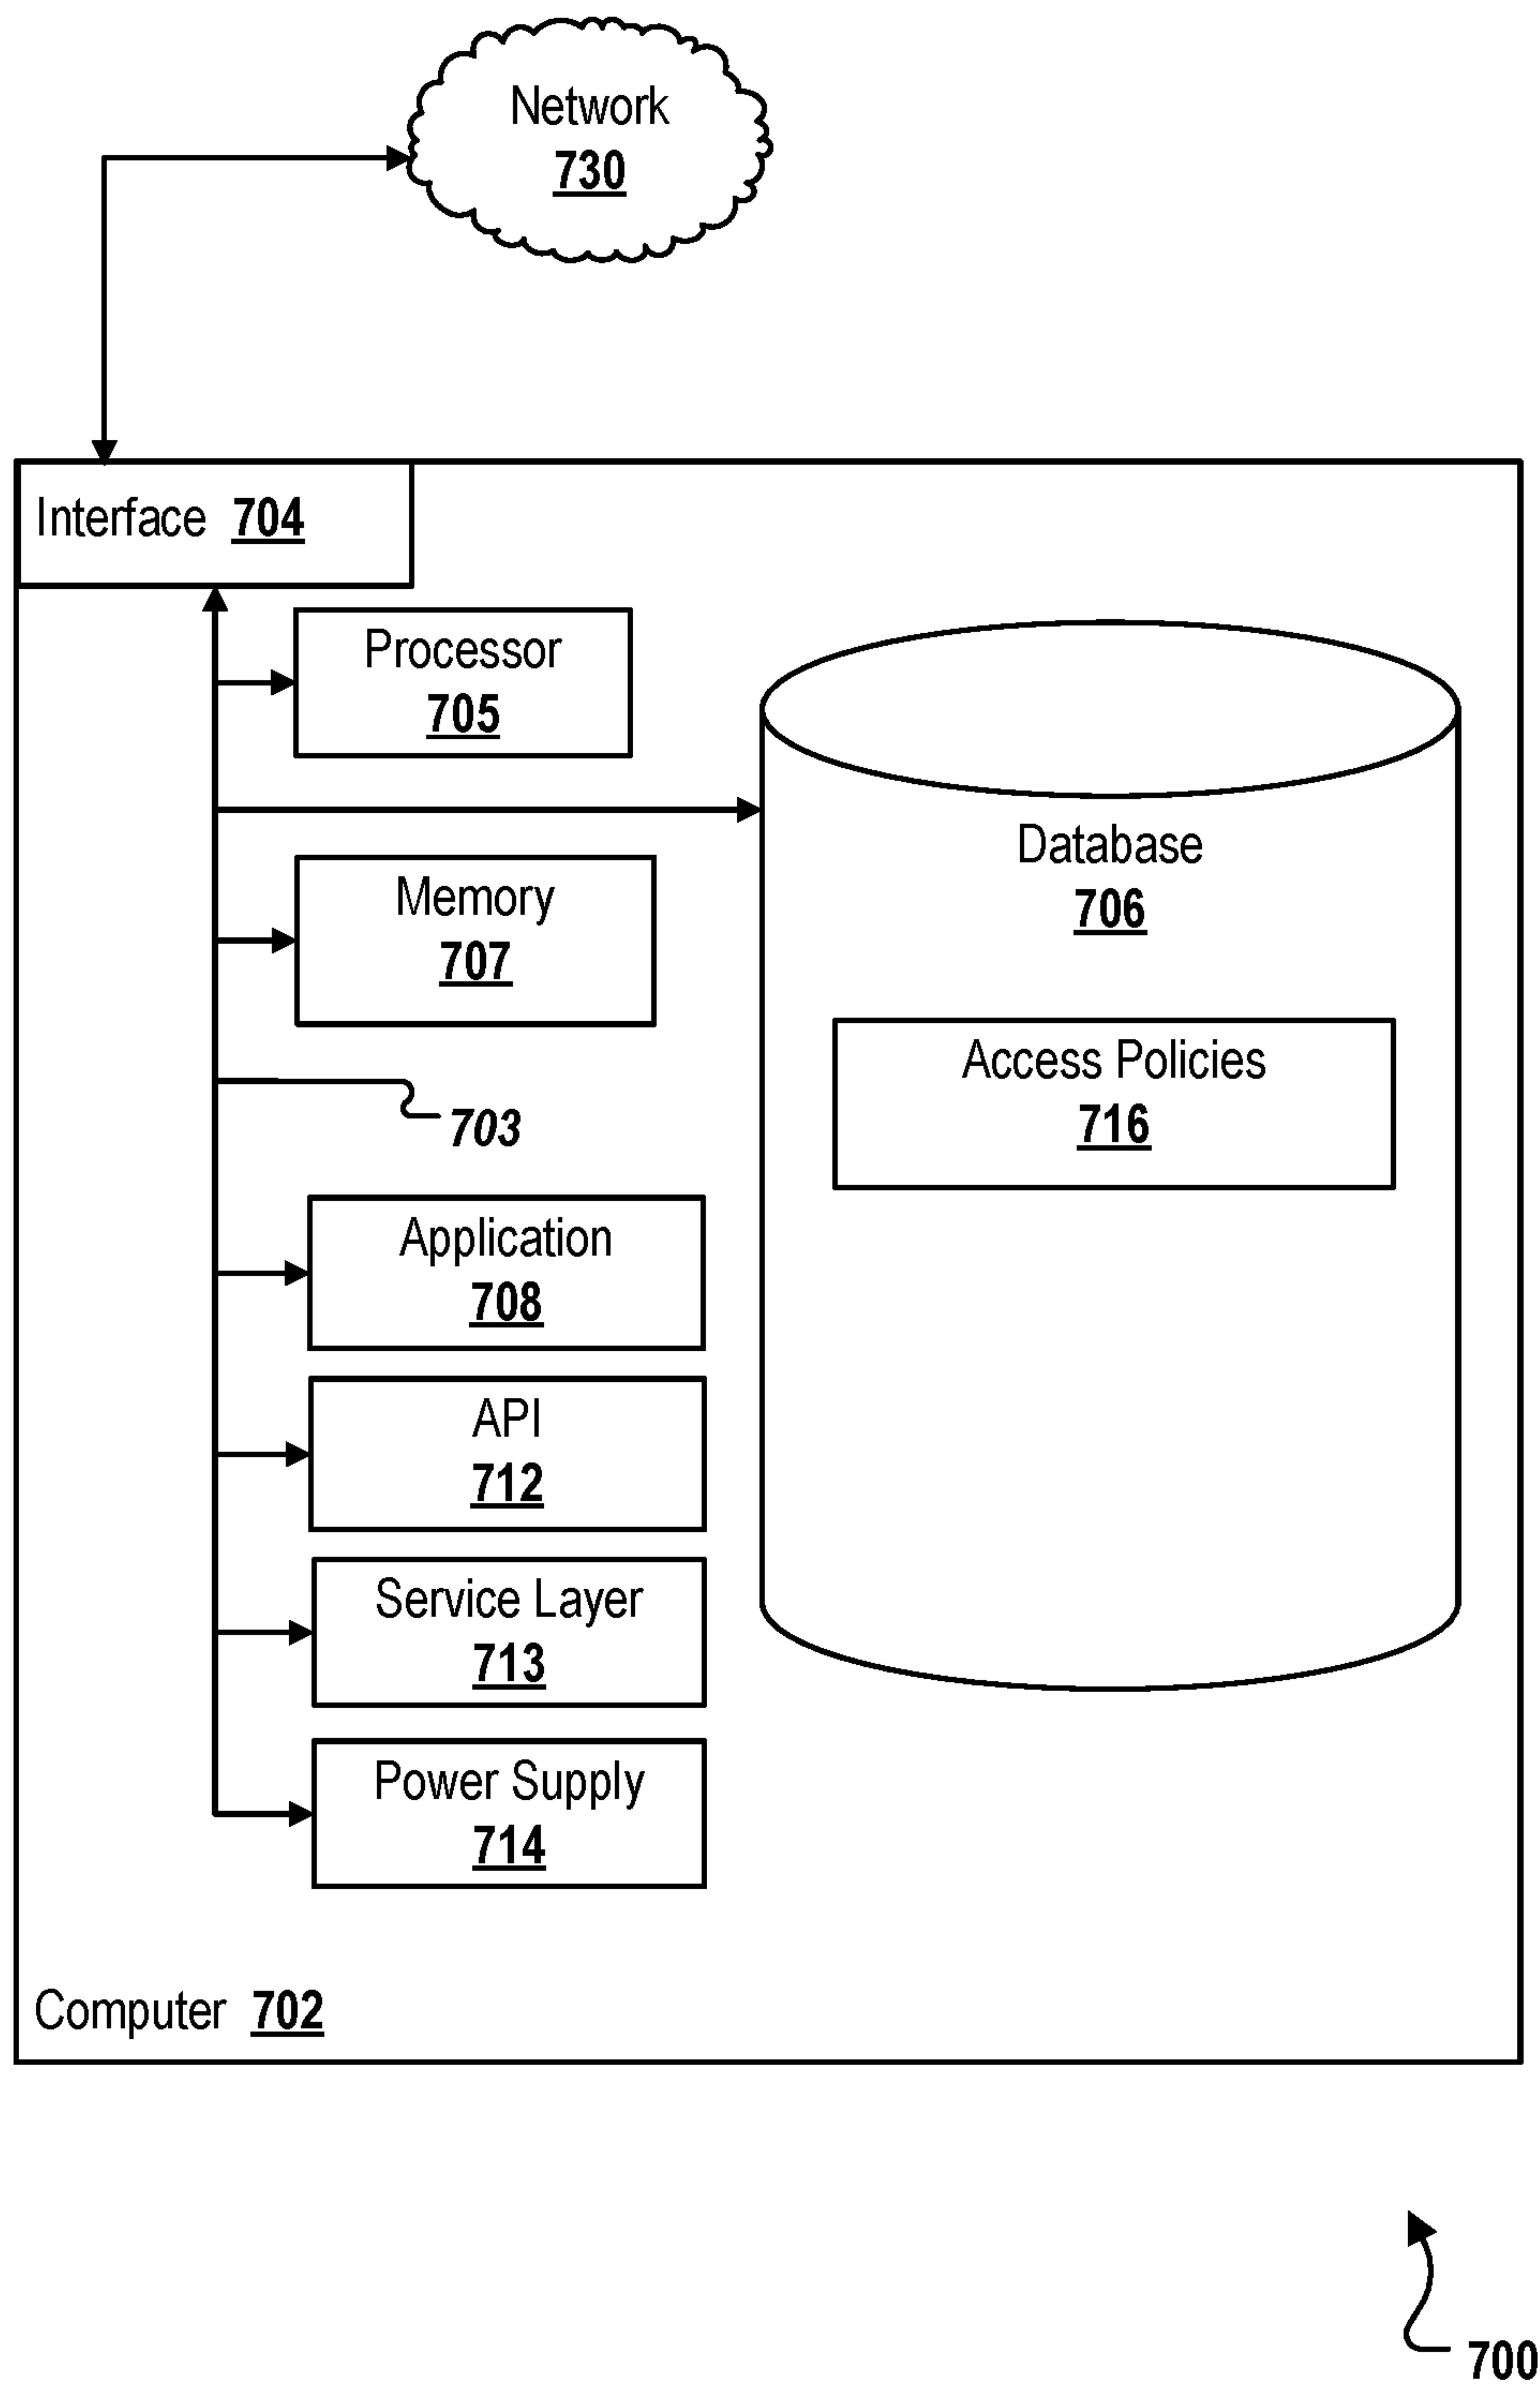 Network
730
Interface 704
Processor
705
Database
706
Memory
707
Access Policies
716
703
Application
708
API
712
Service Layer
713
Power Supply
714
Computer 702
700